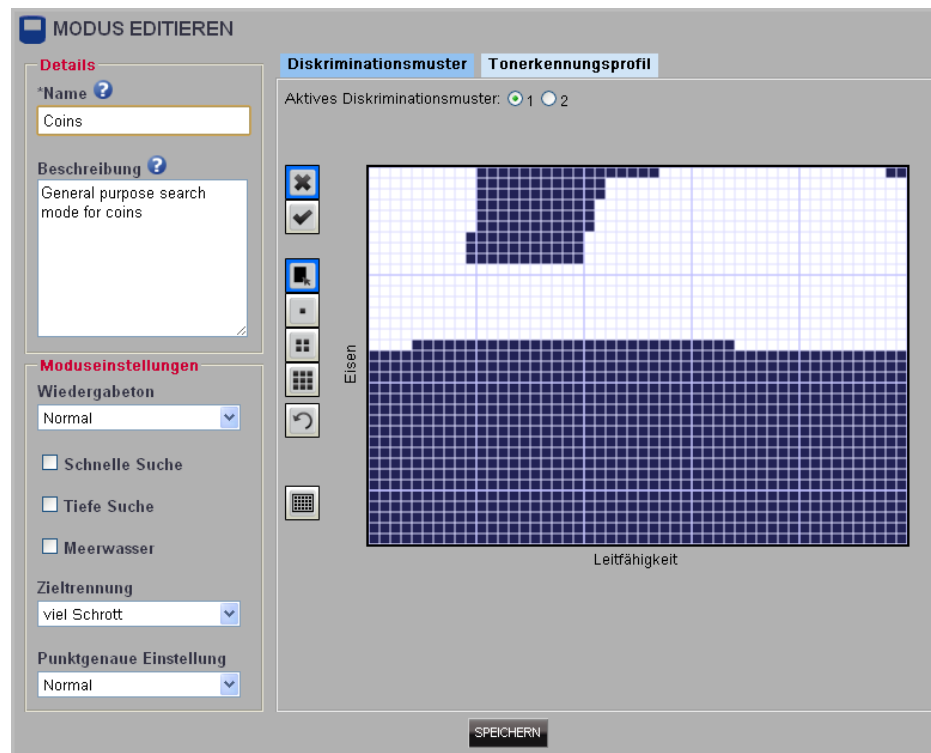 MODUS EDITIEREN
Details
*Name ?
Coins
Beschreibung ?
General purpose search
mode for coins
Moduseinstellungen
Wiedergabeton
Normal
Schnelle Suche
Tiefe Suche
Meerwasser
Zieltrennung
viel Schrott
Punktgenaue Einstellung
Normal
Diskriminationsmuster Tonerkennungsprofil
Aktives Diskriminationsmuster: 1 2
Eisen
Leitfähigkeit
SPEICHERN